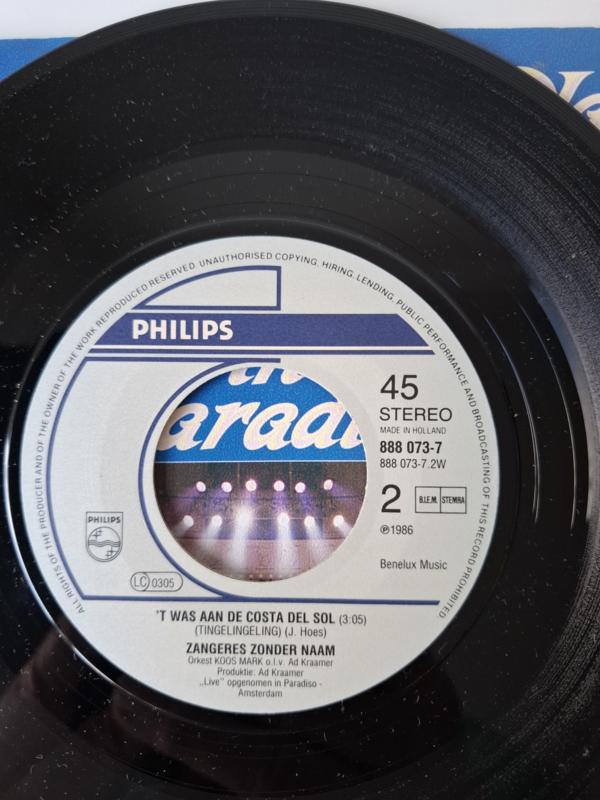 ALL RIGHTS OF THE PRODUCER AND OF THE OWNER OF THE WORK REPRODUCED RESERVED UNAUTHORISED COPYING, HIRING, LENDING, PUBLIC PERFORMANCE AND BROADCASTING OF THIS RECORD PROHIBITED
PHILIPS
45
STEREO
MADE IN HOLLAND
888 073-7
888 073-7.2W
2 B.I.E.M. STEMRA
℗1986
Benelux Music
PHILIPS
LC 0305
'T WAS AAN DE COSTA DEL SOL (3:05)
(TINGELINGELING) (J. Hoes)
ZANGERES ZONDER NAAM
Orkest KOOS MARK o.l.v. Ad Kraamer
Produktie: Ad Kraamer
„Live” opgenomen in Paradiso -
Amsterdam